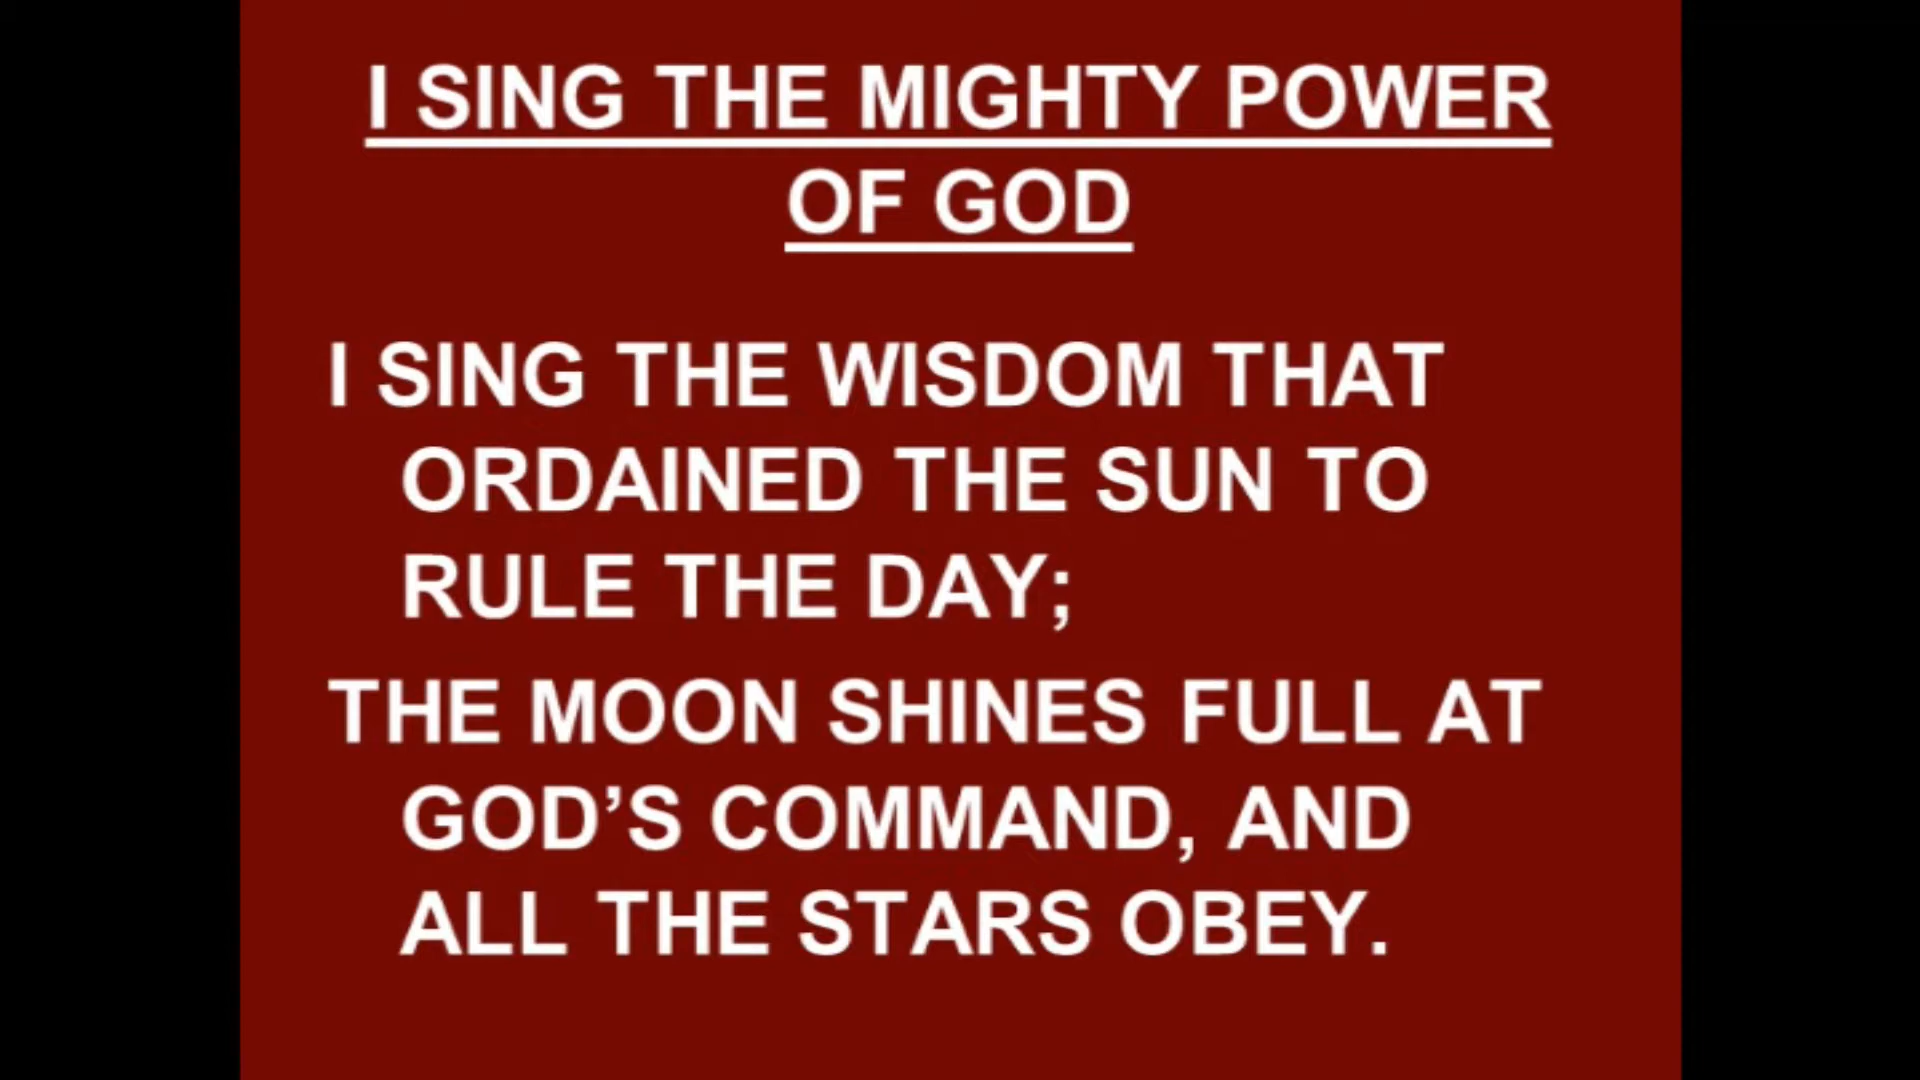 I SING THE MIGHTY POWER
OF GOD
I SING THE WISDOM THAT
ORDAINED THE SUN TO
RULE THE DAY;
THE MOON SHINES FULL AT
GOD’S COMMAND, AND
ALL THE STARS OBEY.